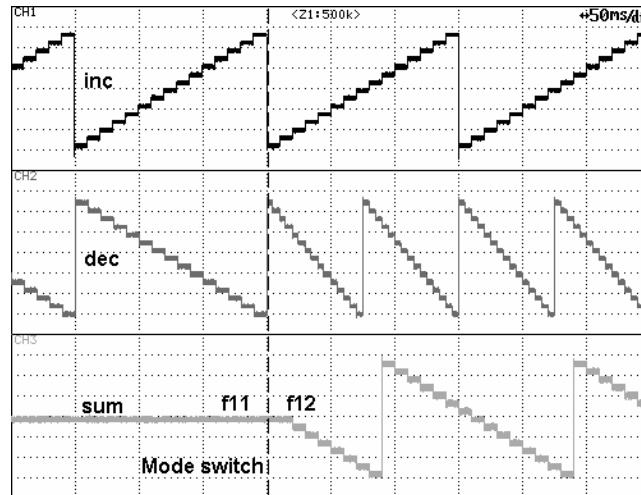 CH1 <Z1:500k> ↔50ms/d
inc
CH2
dec
CH3
sum f11 f12
Mode switch